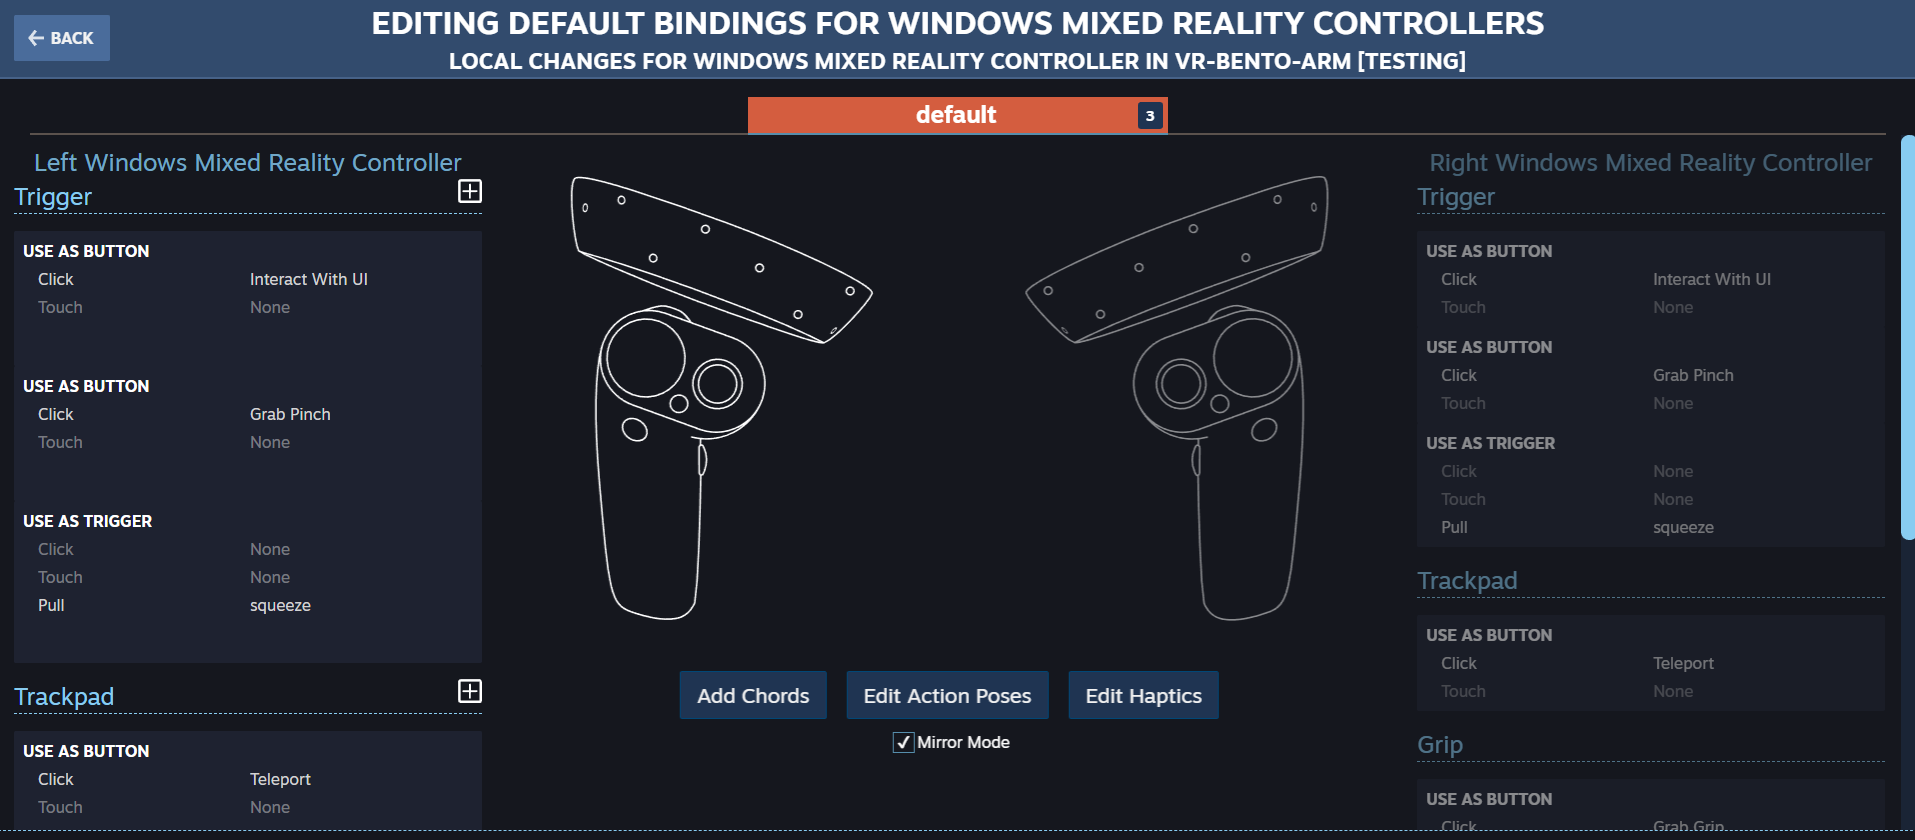 BACK
EDITING DEFAULT BINDINGS FOR WINDOWS MIXED REALITY CONTROLLERS
LOCAL CHANGES FOR WINDOWS MIXED REALITY CONTROLLER IN VR-BENTO-ARM [TESTING]
default 3
Left Windows Mixed Reality Controller
Trigger
USE AS BUTTON
Click Interact With UI
Touch None
USE AS BUTTON
Click Grab Pinch
Touch None
USE AS TRIGGER
Click None
Touch None
Pull squeeze
Trackpad
USE AS BUTTON
Click Teleport
Touch None
Add Chords Edit Action Poses Edit Haptics
Mirror Mode
Right Windows Mixed Reality Controller
Trigger
USE AS BUTTON
Click Interact With UI
Touch None
USE AS BUTTON
Click Grab Pinch
Touch None
USE AS TRIGGER
Click None
Touch None
Pull squeeze
Trackpad
USE AS BUTTON
Click Teleport
Touch None
Grip
USE AS BUTTON
Click Grab Grip